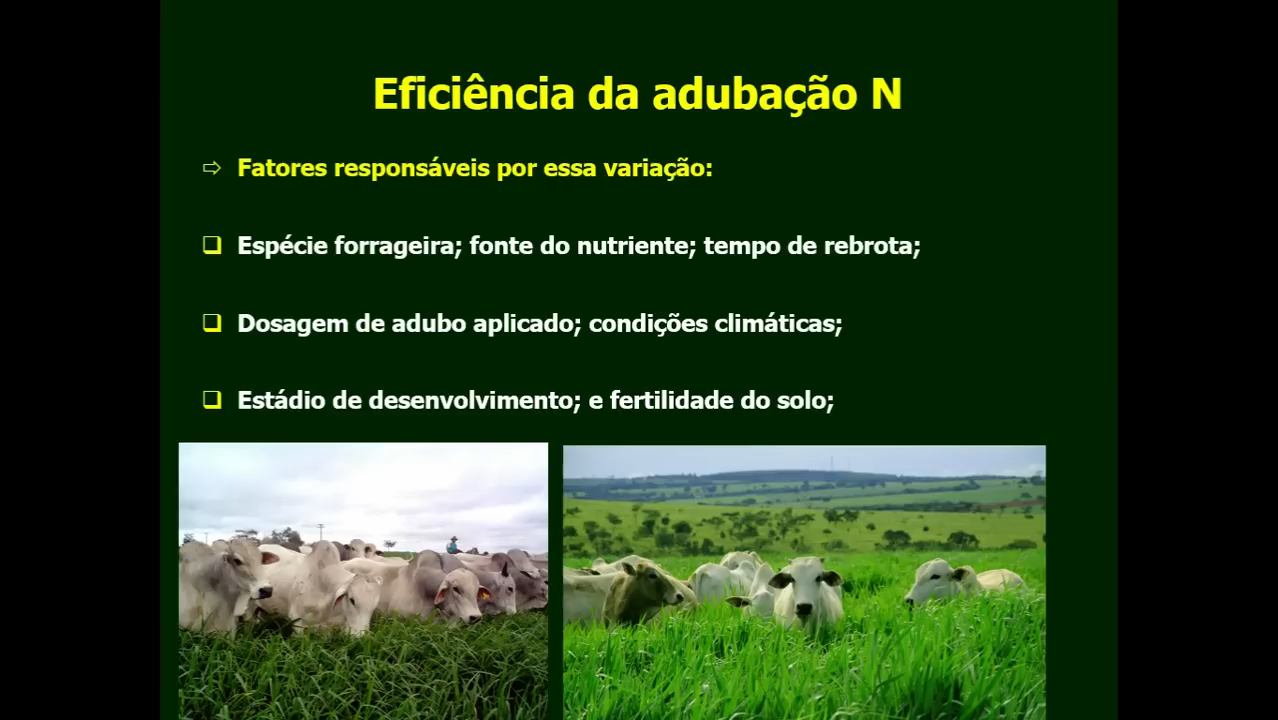 Eficiência da adubação N
⇨ Fatores responsáveis por essa variação:
❑ Espécie forrageira; fonte do nutriente; tempo de rebrota;
❑ Dosagem de adubo aplicado; condições climáticas;
❑ Estádio de desenvolvimento; e fertilidade do solo;